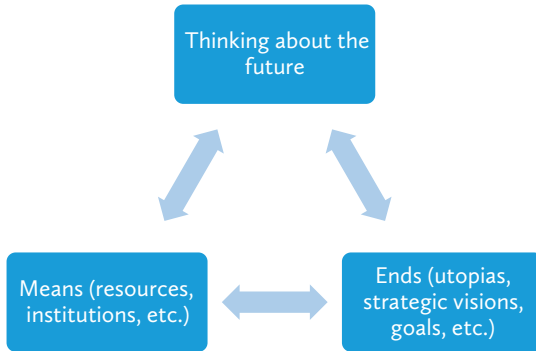 Thinking about the
future
Means (resources,
institutions, etc.)
Ends (utopias,
strategic visions,
goals, etc.)